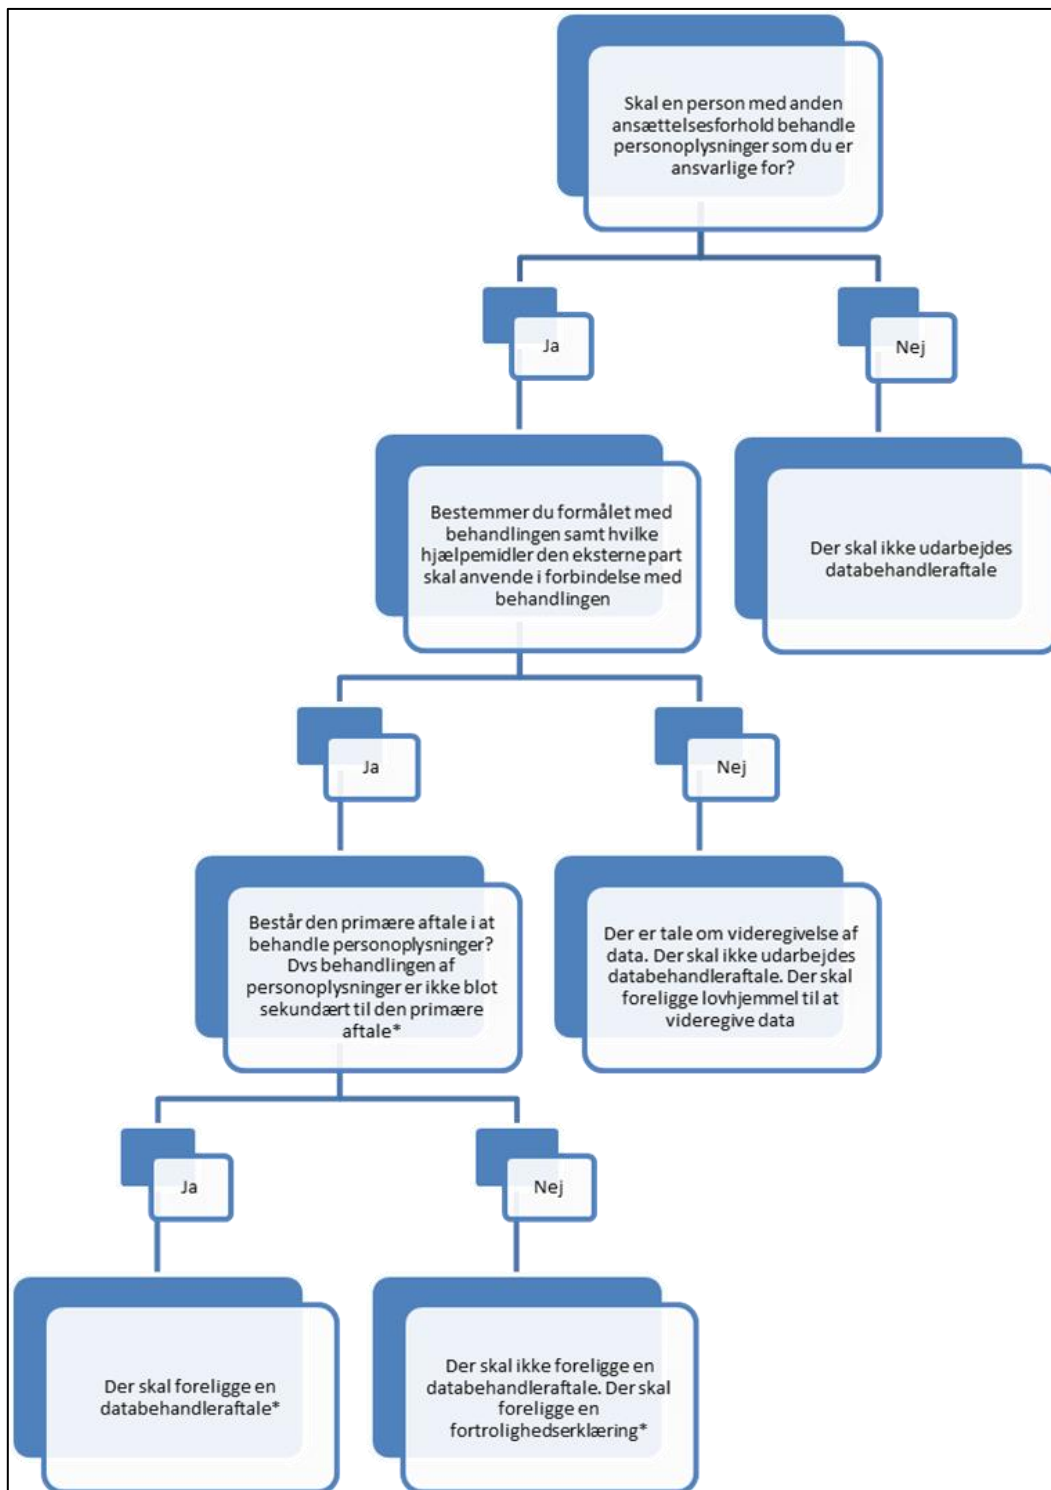 Skal en person med anden
ansættelsesforhold behandle
personoplysninger som du er
ansvarlige for?
Ja
Nej
Bestemmer du formålet med
behandlingen samt hvilke
hjælpemidler den eksterne part
skal anvende i forbindelse med
behandlingen
Der skal ikke udarbejdes
databehandleraftale
Ja
Nej
Består den primære aftale i at
behandle personoplysninger?
Dvs behandlingen af
personoplysninger er ikke blot
sekundært til den primære
aftale*
Der er tale om videregivelse af
data. Der skal ikke udarbejdes
databehandleraftale. Der skal
foreligge lovhjemmel til at
videregive data
Ja
Nej
Der skal foreligge en
databehandleraftale*
Der skal ikke foreligge en
databehandleraftale. Der skal
foreligge en
fortrolighedserklæring*